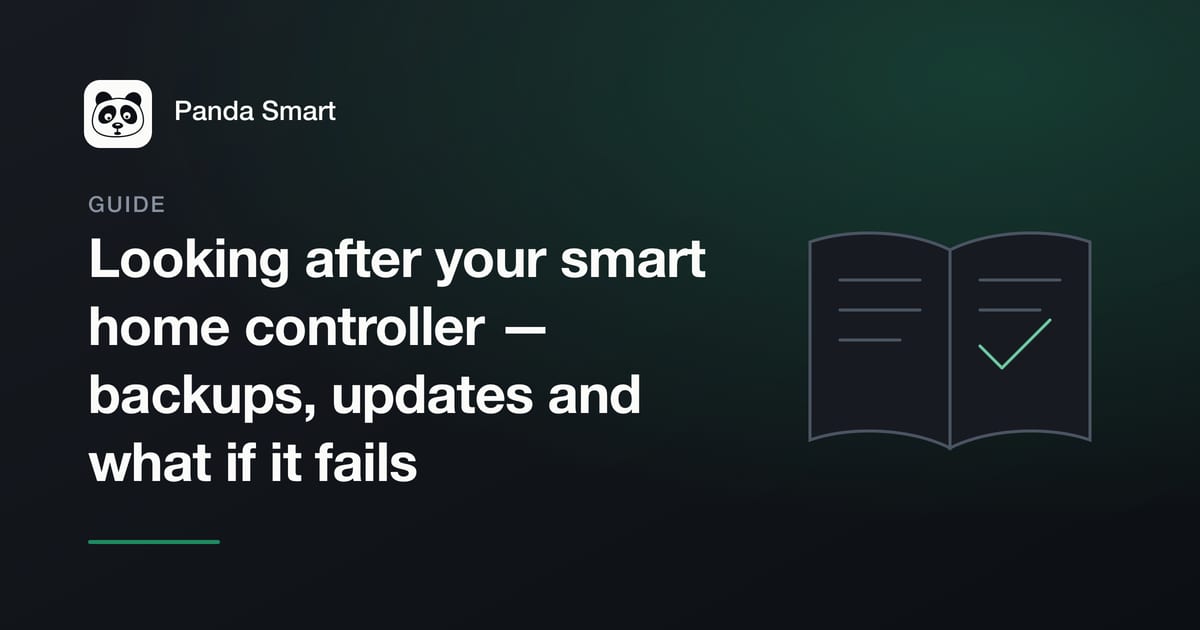 Panda Smart
GUIDE
Looking after your smart
home controller —
backups, updates and
what if it fails